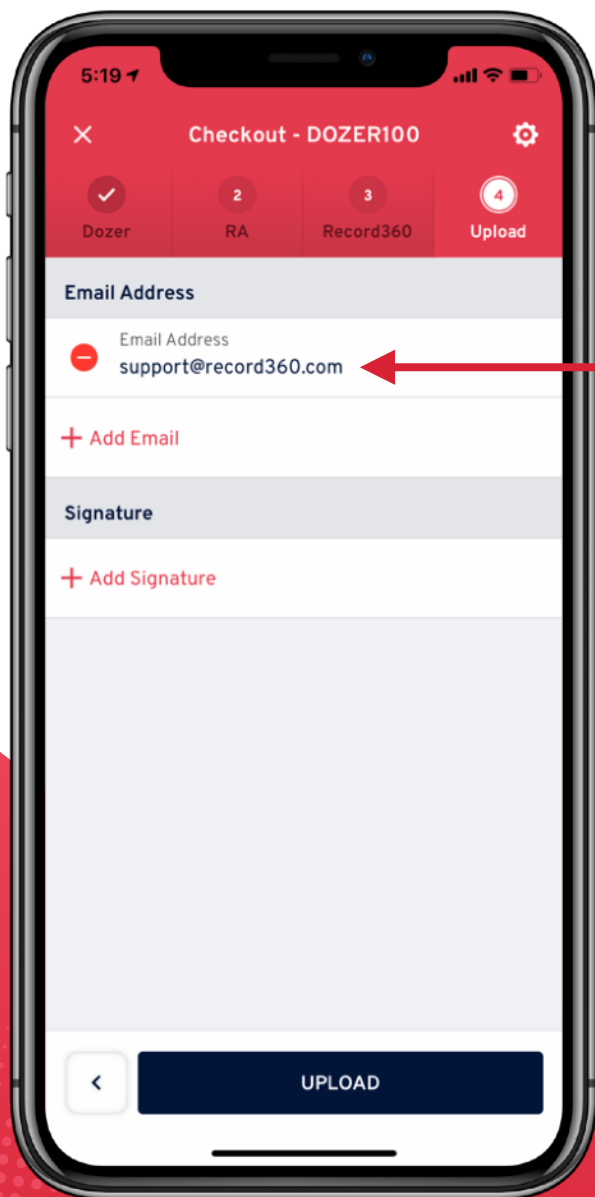 5:19
Checkout - DOZER100
2
3
4
Dozer
RA
Record360
Upload
Email Address
Email Address
support@record360.com
+ Add Email
Signature
+ Add Signature
UPLOAD